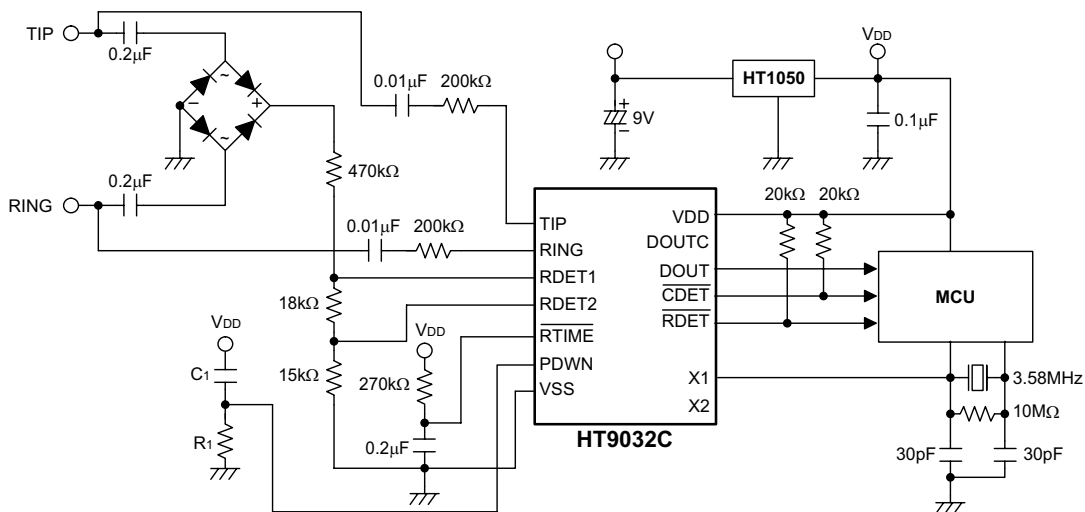 TIP
0.2µF
~
−
+
~
0.2µF
RING
0.01µF
200kΩ
470kΩ
0.01µF
200kΩ
18kΩ
15kΩ
VDD
C1
R1
VDD
270kΩ
0.2µF
TIP
RING
RDET1
RDET2
RTIME
PDWN
VSS
VDD
DOUTC
DOUT
CDET
RDET
X1
X2
HT9032C
+
−
9V
HT1050
VDD
0.1µF
20kΩ
20kΩ
MCU
3.58MHz
10MΩ
30pF
30pF